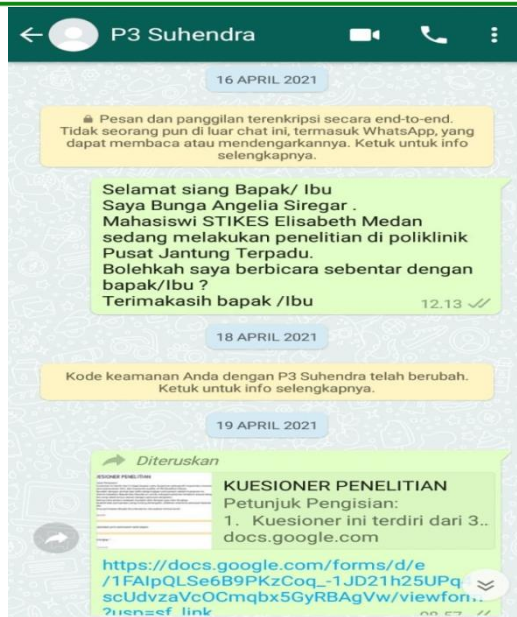 P3 Suhendra
16 APRIL 2021
Pesan dan panggilan terenkripsi secara end-to-end.
Tidak seorang pun di luar chat ini, termasuk WhatsApp, yang
dapat membaca atau mendengarkannya. Ketuk untuk info
selengkapnya.
Selamat siang Bapak/ Ibu
Saya Bunga Angelia Siregar .
Mahasiswi STIKES Elisabeth Medan
sedang melakukan penelitian di poliklinik
Pusat Jantung Terpadu.
Bolehkah saya berbicara sebentar dengan
bapak/Ibu ?
Terimakasih bapak /Ibu
12.13
18 APRIL 2021
Kode keamanan Anda dengan P3 Suhendra telah berubah.
Ketuk untuk info selengkapnya.
19 APRIL 2021
Diteruskan
KUESIONER PENELITIAN
Petunjuk Pengisian:
1. Kuesioner ini terdiri dari 3..
docs.google.com
https://docs.google.com/forms/d/e
/1FAIpQLSe6B9PKzCoq_-1JD21h25UPq
scUdvzaVcOCmqbx5GyRBAgVw/viewform
?usp=sf_link